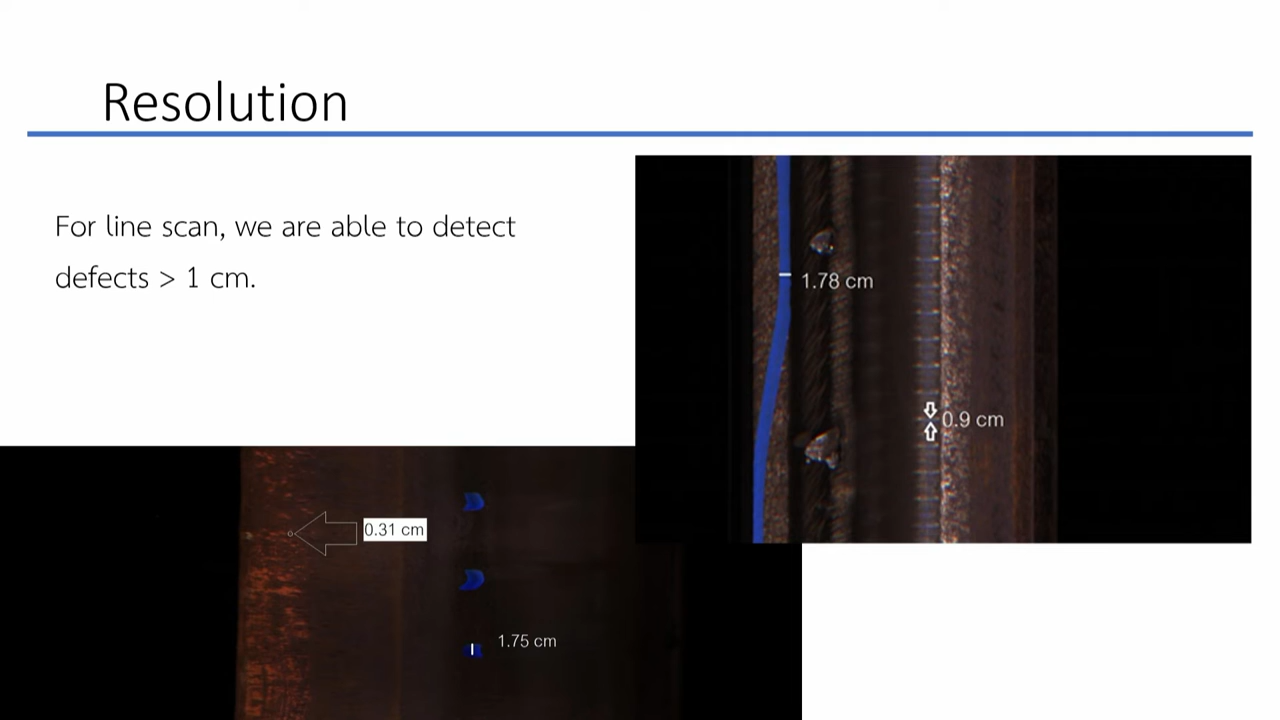 Resolution
For line scan, we are able to detect
defects > 1 cm.
1.78 cm
0.9 cm
0.31 cm
1.75 cm